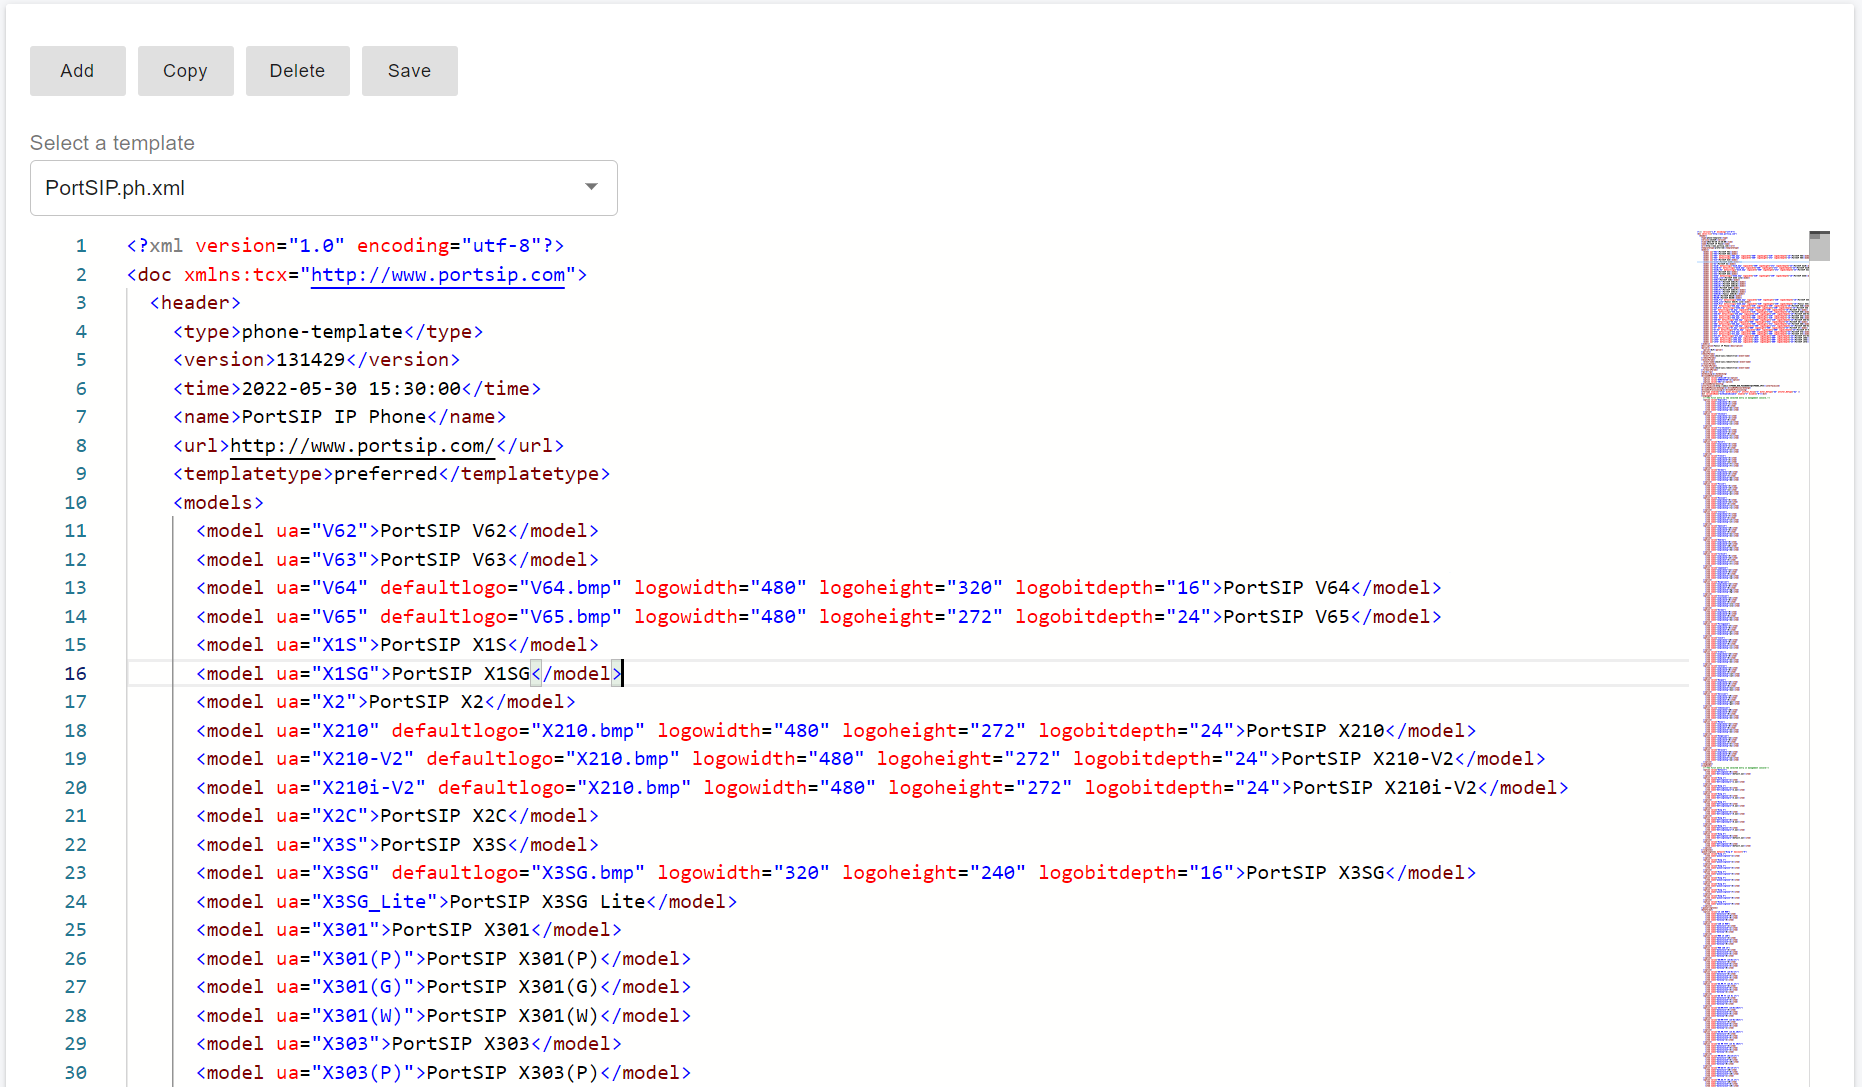 Add Copy Delete Save
Select a template
PortSIP.ph.xml
1 <?xml version="1.0" encoding="utf-8"?>
2 <doc xmlns:tcx="http://www.portsip.com">
3 <header>
4 <type>phone-template</type>
5 <version>131429</version>
6 <time>2022-05-30 15:30:00</time>
7 <name>PortSIP IP Phone</name>
8 <url>http://www.portsip.com/</url>
9 <templatetype>preferred</templatetype>
10 <models>
11 <model ua="V62">PortSIP V62</model>
12 <model ua="V63">PortSIP V63</model>
13 <model ua="V64" defaultlogo="V64.bmp" logowidth="480" logoheight="320" logobitdepth="16">PortSIP V64</model>
14 <model ua="V65" defaultlogo="V65.bmp" logowidth="480" logoheight="272" logobitdepth="24">PortSIP V65</model>
15 <model ua="X1S">PortSIP X1S</model>
16 <model ua="X1SG">PortSIP X1SG</model>
17 <model ua="X2">PortSIP X2</model>
18 <model ua="X210" defaultlogo="X210.bmp" logowidth="480" logoheight="272" logobitdepth="24">PortSIP X210</model>
19 <model ua="X210-V2" defaultlogo="X210.bmp" logowidth="480" logoheight="272" logobitdepth="24">PortSIP X210-V2</model>
20 <model ua="X210i-V2" defaultlogo="X210.bmp" logowidth="480" logoheight="272" logobitdepth="24">PortSIP X210i-V2</model>
21 <model ua="X2C">PortSIP X2C</model>
22 <model ua="X3S">PortSIP X3S</model>
23 <model ua="X3SG" defaultlogo="X3SG.bmp" logowidth="320" logoheight="240" logobitdepth="16">PortSIP X3SG</model>
24 <model ua="X3SG_Lite">PortSIP X3SG Lite</model>
25 <model ua="X301">PortSIP X301</model>
26 <model ua="X301(P)">PortSIP X301(P)</model>
27 <model ua="X301(G)">PortSIP X301(G)</model>
28 <model ua="X301(W)">PortSIP X301(W)</model>
29 <model ua="X303">PortSIP X303</model>
30 <model ua="X303(P)">PortSIP X303(P)</model>